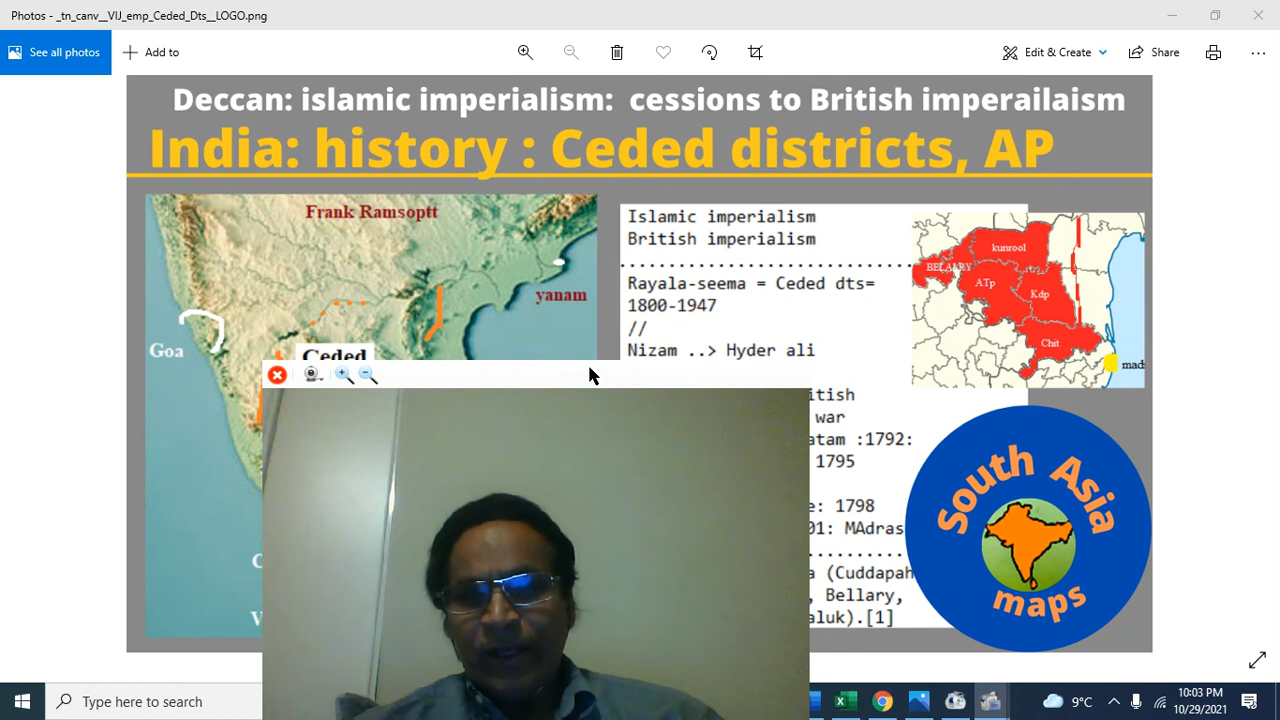 Photos - _tn_canv__VIJ_emp_Ceded_Dts__LOGO.png
See all photos
Add to
Edit & Create
Share
Deccan: islamic imperialism: cessions to British imperailaism
India: history : Ceded districts, AP
Frank Ramsoptt
yanam
Goa
Ceded
Islamic imperialism
British imperialism
Rayala-seema = Ceded dts=
1800-1947
//
Nizam ..> Hyder ali
itish
war
atam :1792:
1795
e: 1798
01: MAdras
a (Cuddapah
, Bellary,
aluk).[1]
kunrool
BELALRY
ATp
Kdp
Chit
mad
South Asia
maps
Type here to search
9°C
10:03 PM
10/29/2021